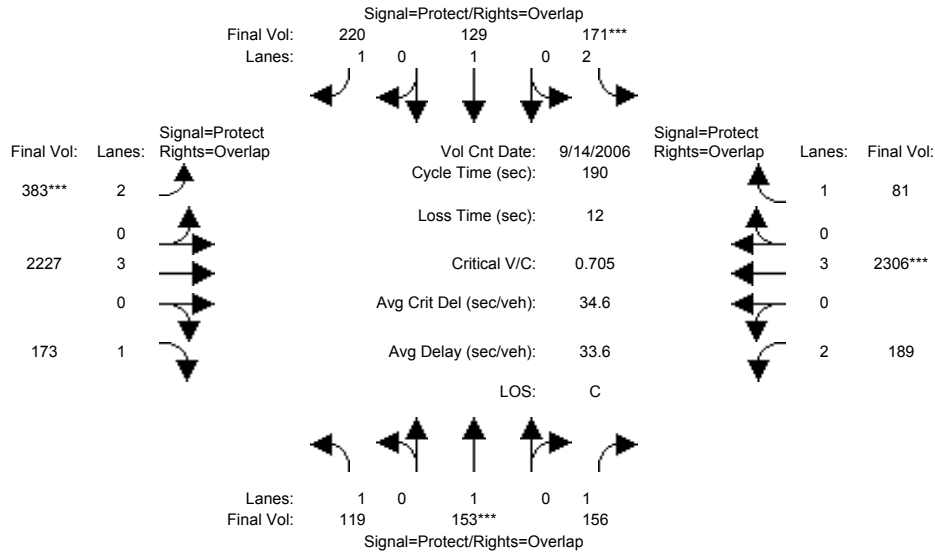 Signal=Protect/Rights=Overlap
Final Vol: 220 129 171***
Lanes: 1 0 1 0 2
Signal=Protect Signal=Protect
Final Vol: Lanes: Rights=Overlap Vol Cnt Date: 9/14/2006 Rights=Overlap Lanes: Final Vol:
Cycle Time (sec): 190
383*** 2 1 81
Loss Time (sec): 12
0 0
2227 3 Critical V/C: 0.705 3 2306***
0 Avg Crit Del (sec/veh): 34.6 0
173 1 Avg Delay (sec/veh): 33.6 2 189
LOS: C
Lanes: 1 0 1 0 1
Final Vol: 119 153*** 156
Signal=Protect/Rights=Overlap